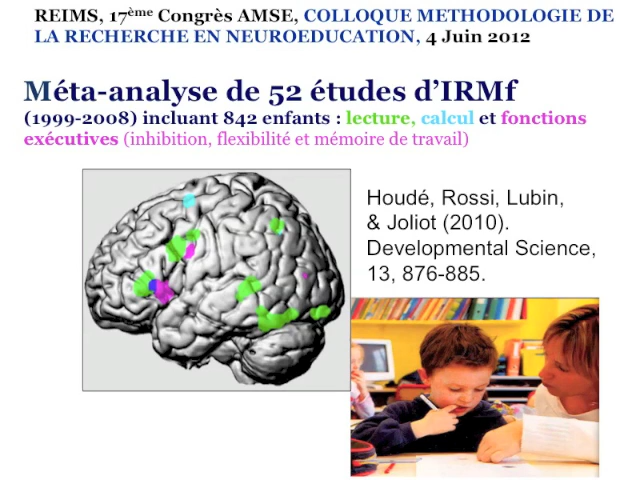 REIMS, 17ème Congrès AMSE, COLLOQUE METHODOLOGIE DE
LA RECHERCHE EN NEUROEDUCATION, 4 Juin 2012
Méta-analyse de 52 études d'IRMf
(1999-2008) incluant 842 enfants : lecture, calcul et fonctions
exécutives (inhibition, flexibilité et mémoire de travail)
Houdé, Rossi, Lubin,
& Joliot (2010).
Developmental Science,
13, 876-885.